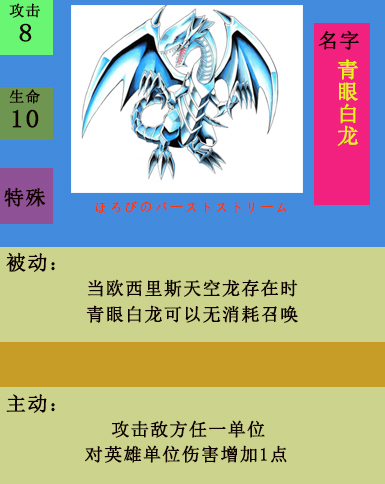 攻击
8
生命
10
特殊
名字
青眼白龙
ほろびのバーストストリーム
被动：
当欧西里斯天空龙存在时
青眼白龙可以无消耗召唤
主动：
攻击敌方任一单位
对英雄单位伤害增加1点